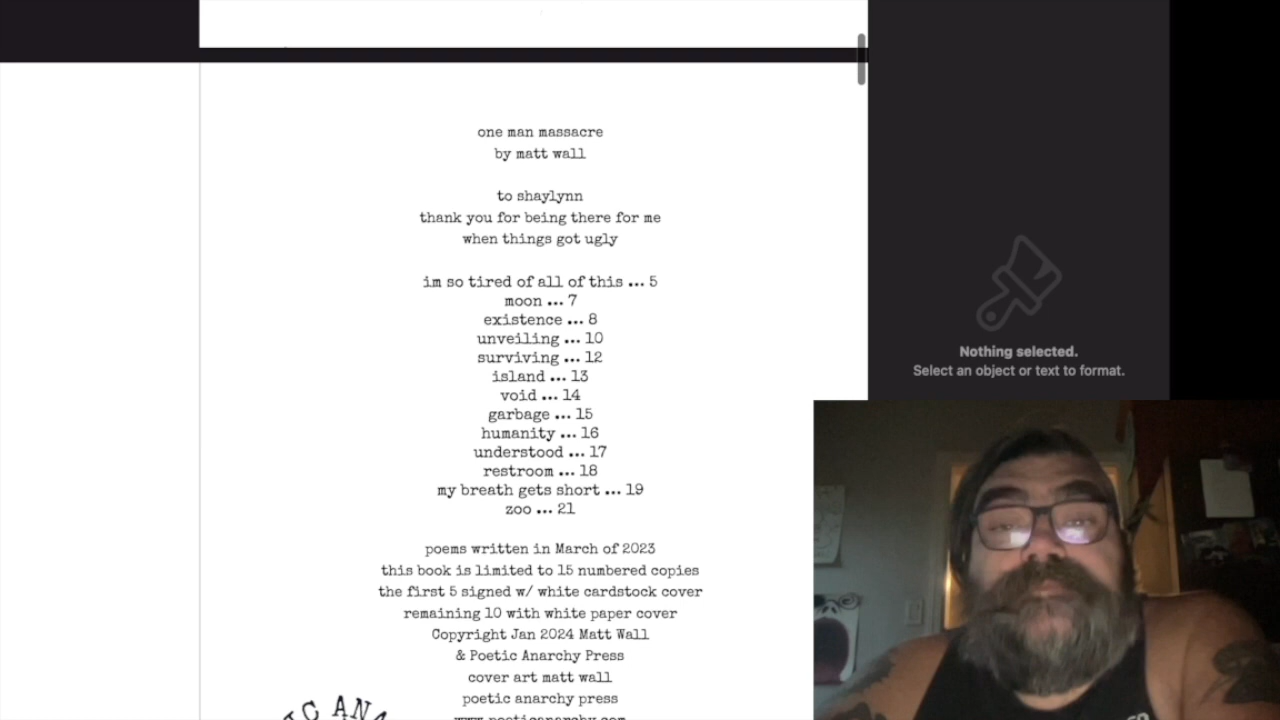 one man massacre
by matt wall
to shaylynn
thank you for being there for me
when things got ugly
im so tired of all of this ... 5
moon ... 7
existence ... 8
unveiling ... 10
surviving ... 12
island ... 13
void ... 14
garbage ... 15
humanity ... 16
understood ... 17
restroom ... 18
my breath gets short ... 19
zoo ... 21
poems written in March of 2023
this book is limited to 15 numbered copies
the first 5 signed w/ white cardstock cover
remaining 10 with white paper cover
Copyright Jan 2024 Matt Wall
& Poetic Anarchy Press
cover art matt wall
poetic anarchy press
www.poeticanarchy.com
Nothing selected.
Select an object or text to format.